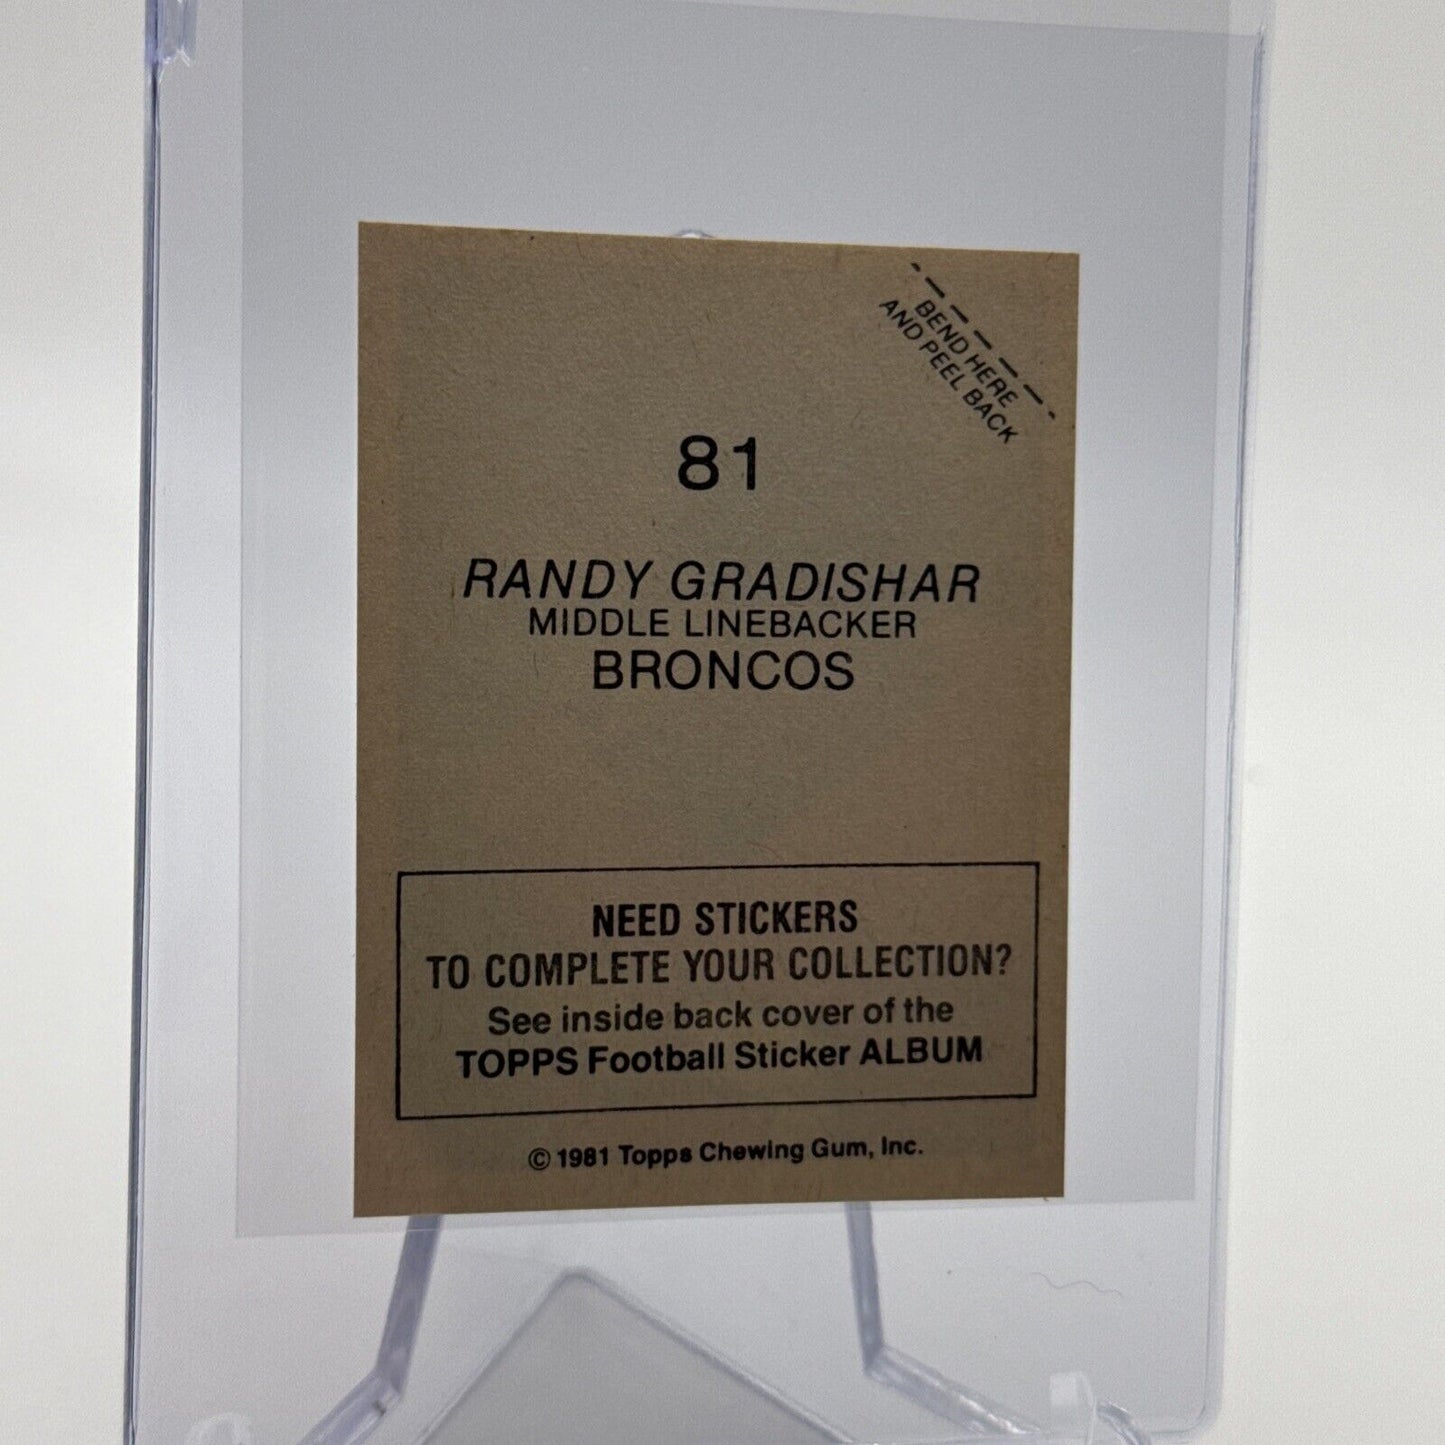 BEND HERE
AND PEEL BACK
81
RANDY GRADISHAR
MIDDLE LINEBACKER
BRONCOS
NEED STICKERS
TO COMPLETE YOUR COLLECTION?
See inside back cover of the
TOPPS Football Sticker ALBUM
© 1981 Topps Chewing Gum, Inc.